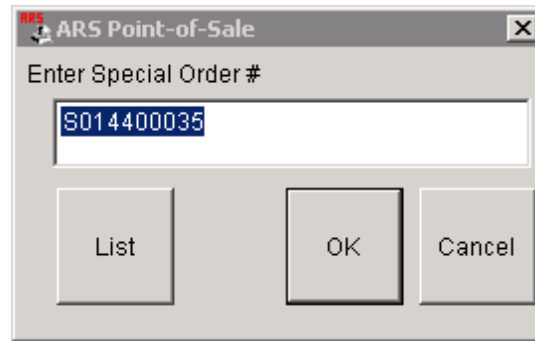 ARS
ARS Point-of-Sale
Enter Special Order #
S014400035
List OK Cancel